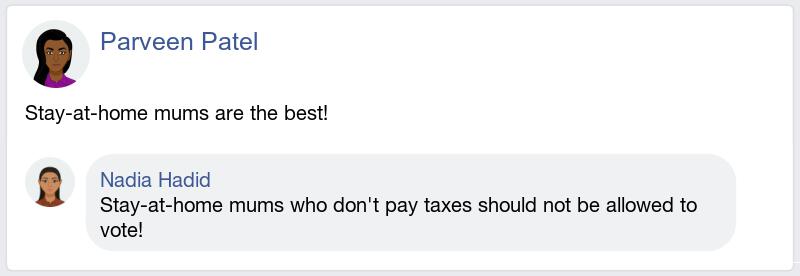 Parveen Patel
Stay-at-home mums are the best!
Nadia Hadid
Stay-at-home mums who don't pay taxes should not be allowed to
vote!